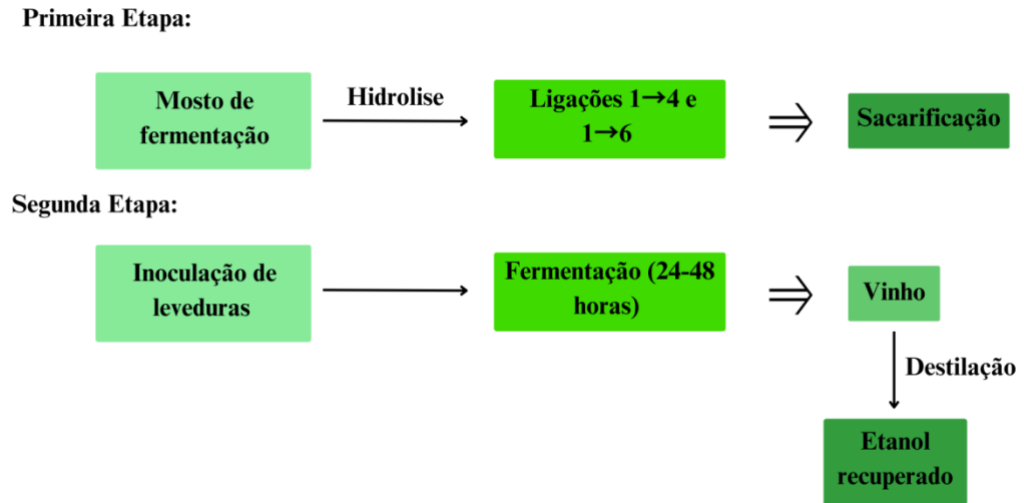 Primeira Etapa:
Mosto de
fermentação
Hidrolise
Ligações 1→4 e
1→6
Sacarificação
Segunda Etapa:
Inoculação de
leveduras
Fermentação (24-48
horas)
Vinho
Destilação
Etanol
recuperado